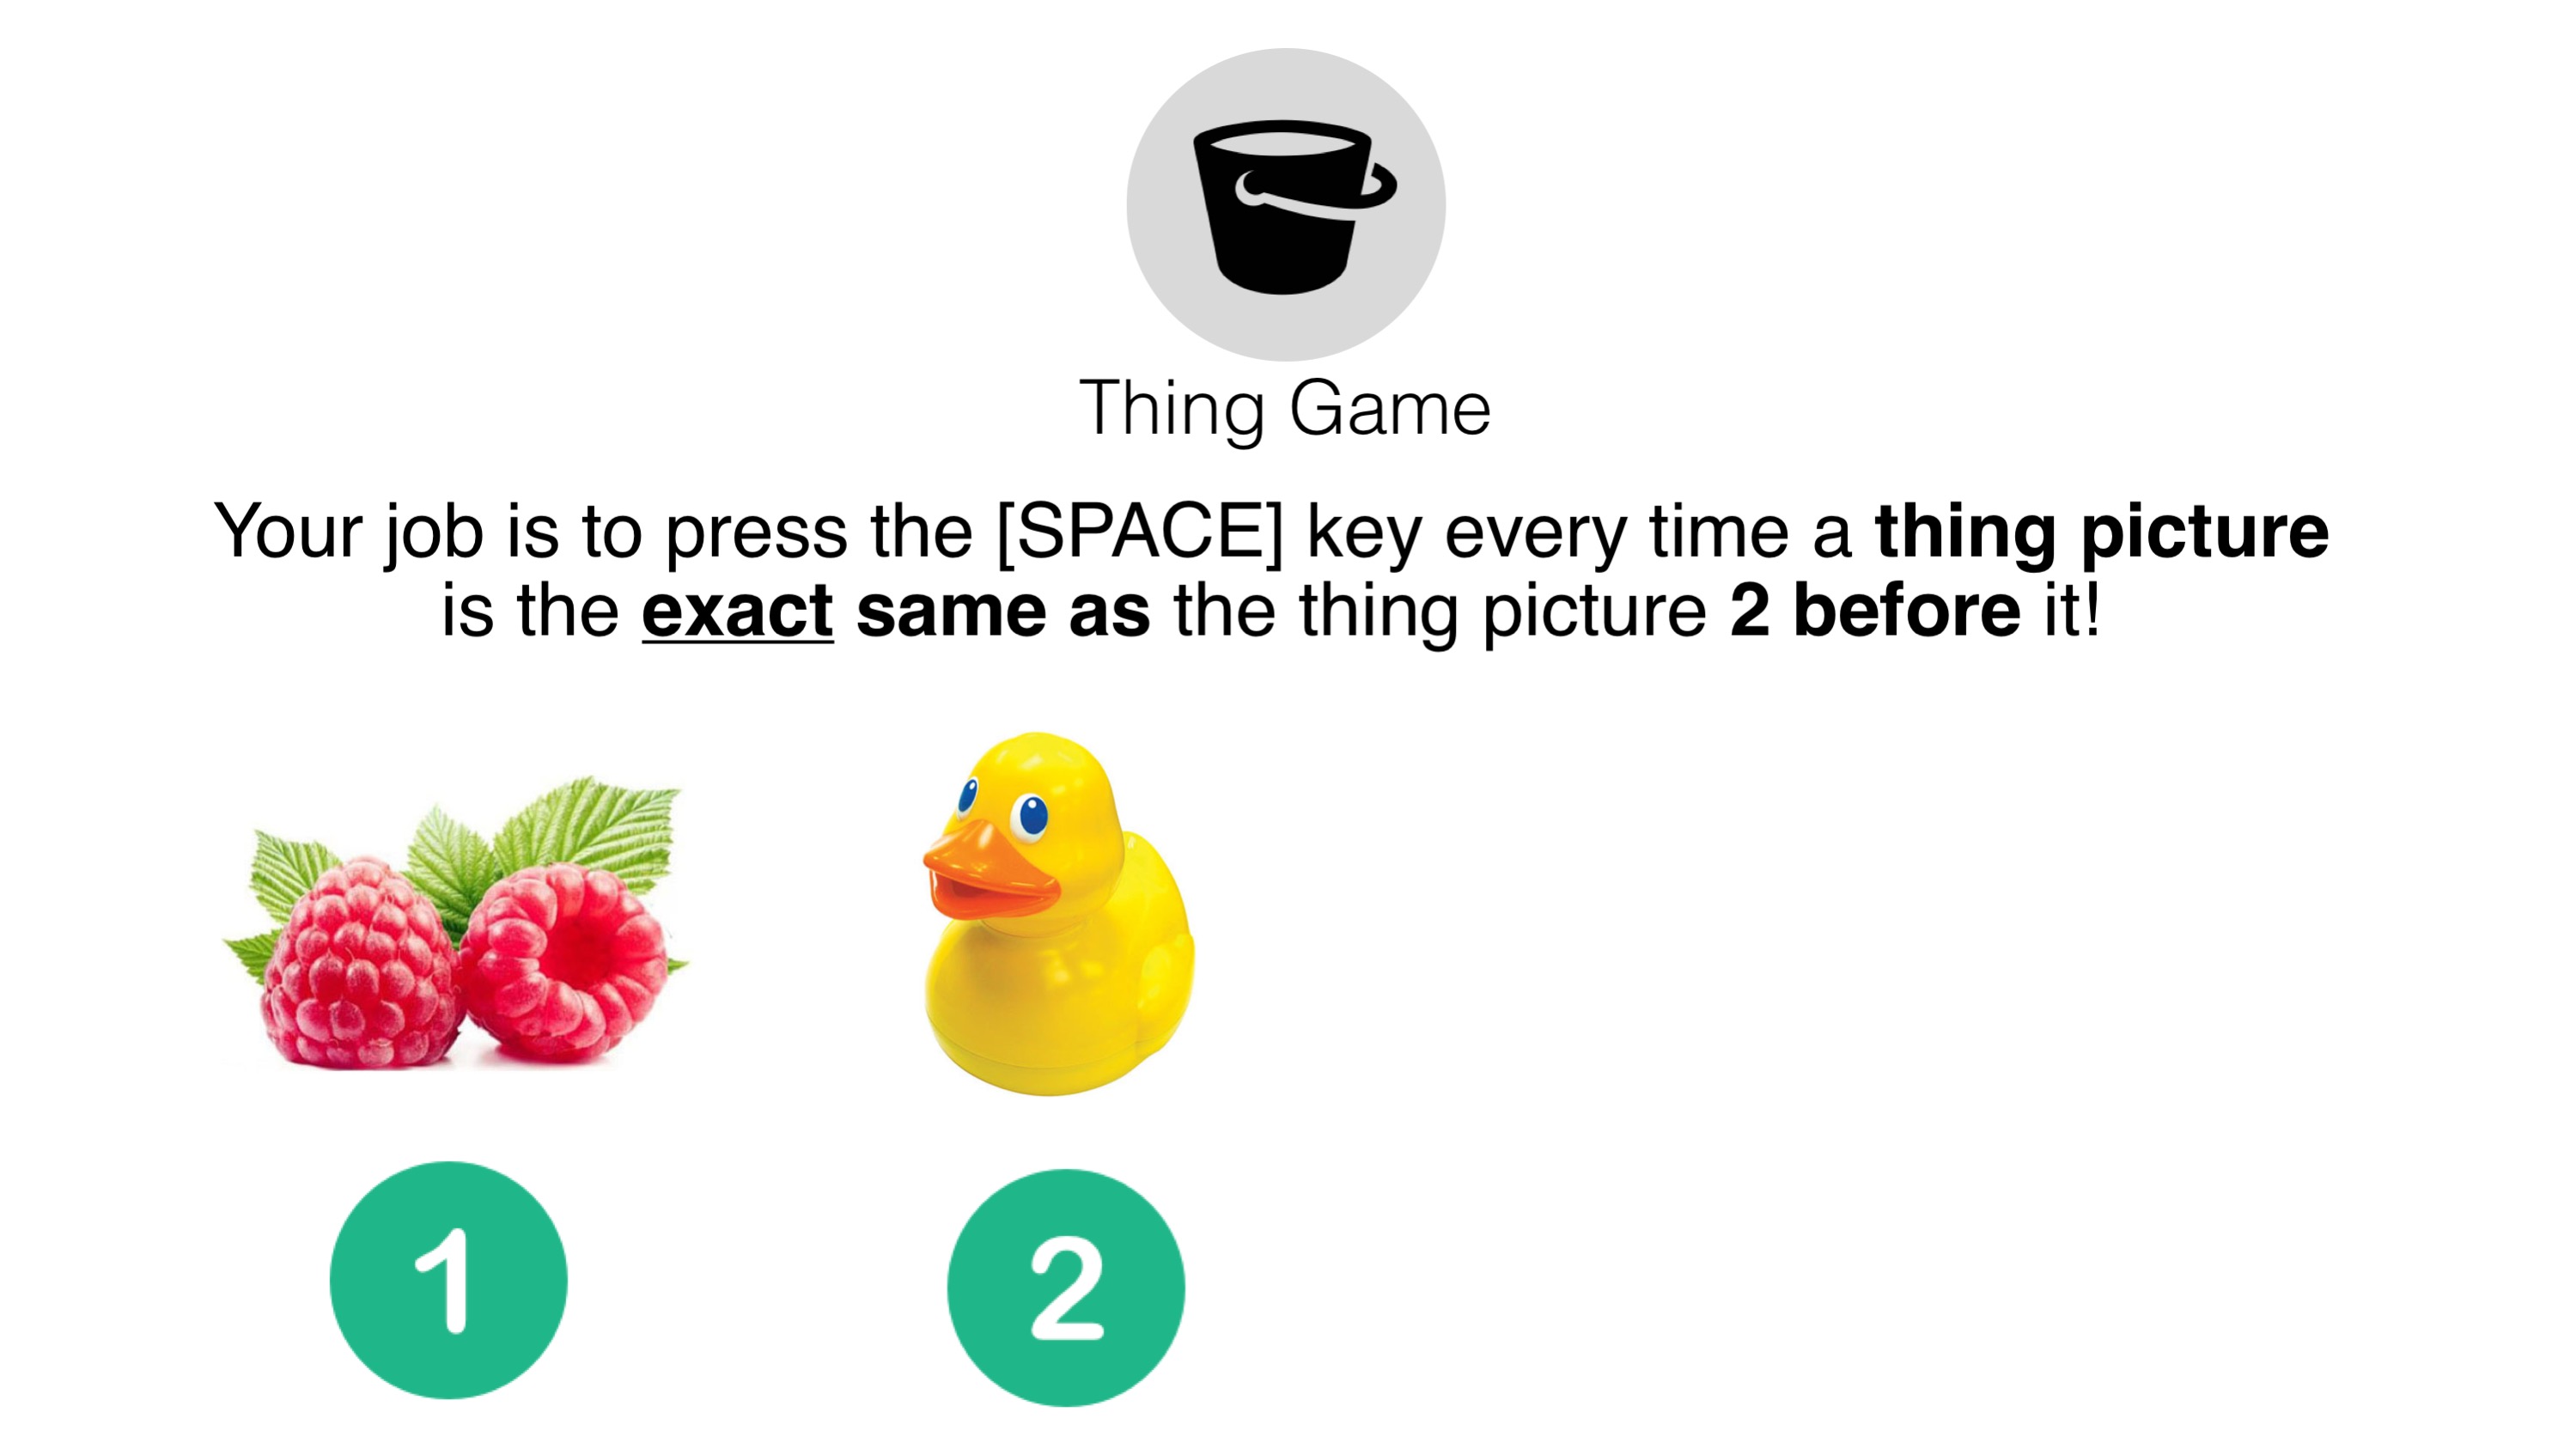 Thing Game
Your job is to press the [SPACE] key every time a thing picture
is the exact same as the thing picture 2 before it!
1
2